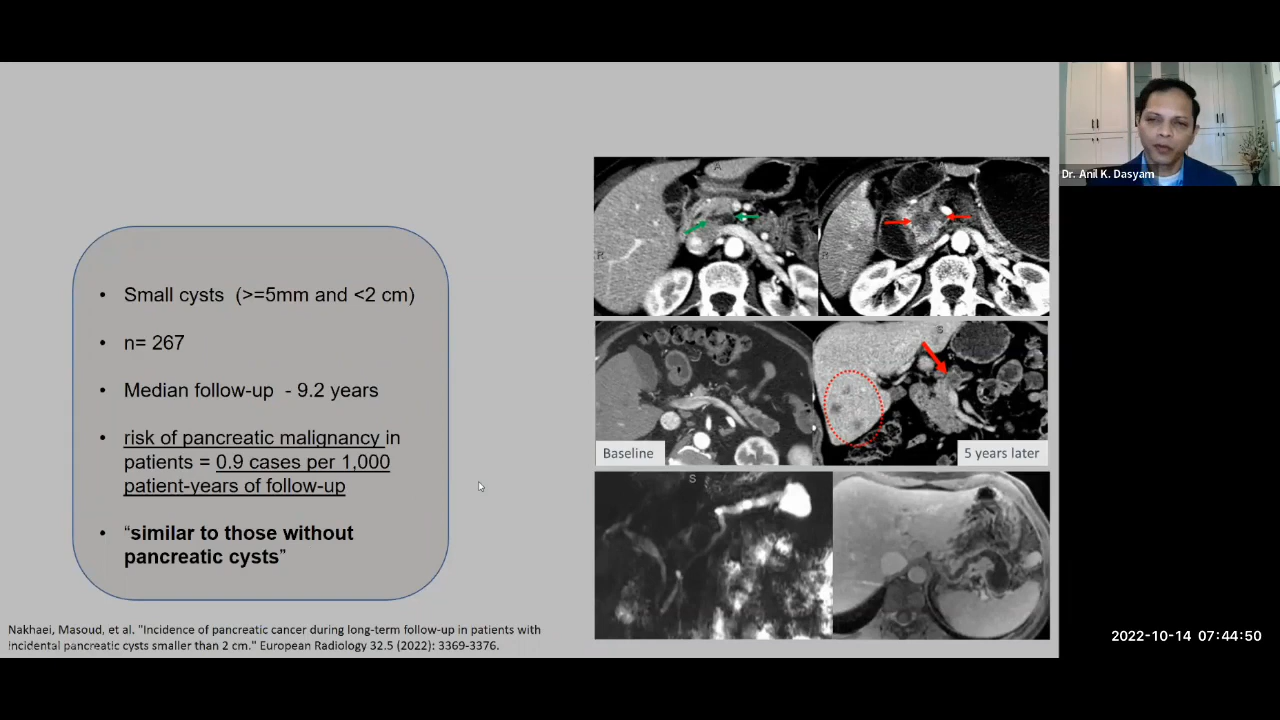 Dr. Anil K. Dasyam
• Small cysts (>=5mm and <2 cm)
• n= 267
• Median follow-up - 9.2 years
• risk of pancreatic malignancy in
patients = 0.9 cases per 1,000
patient-years of follow-up
• “similar to those without
pancreatic cysts”
A
R
S
Baseline
5 years later
S
Nakhaei, Masoud, et al. "Incidence of pancreatic cancer during long-term follow-up in patients with
incidental pancreatic cysts smaller than 2 cm." European Radiology 32.5 (2022): 3369-3376.
2022-10-14 07:44:50